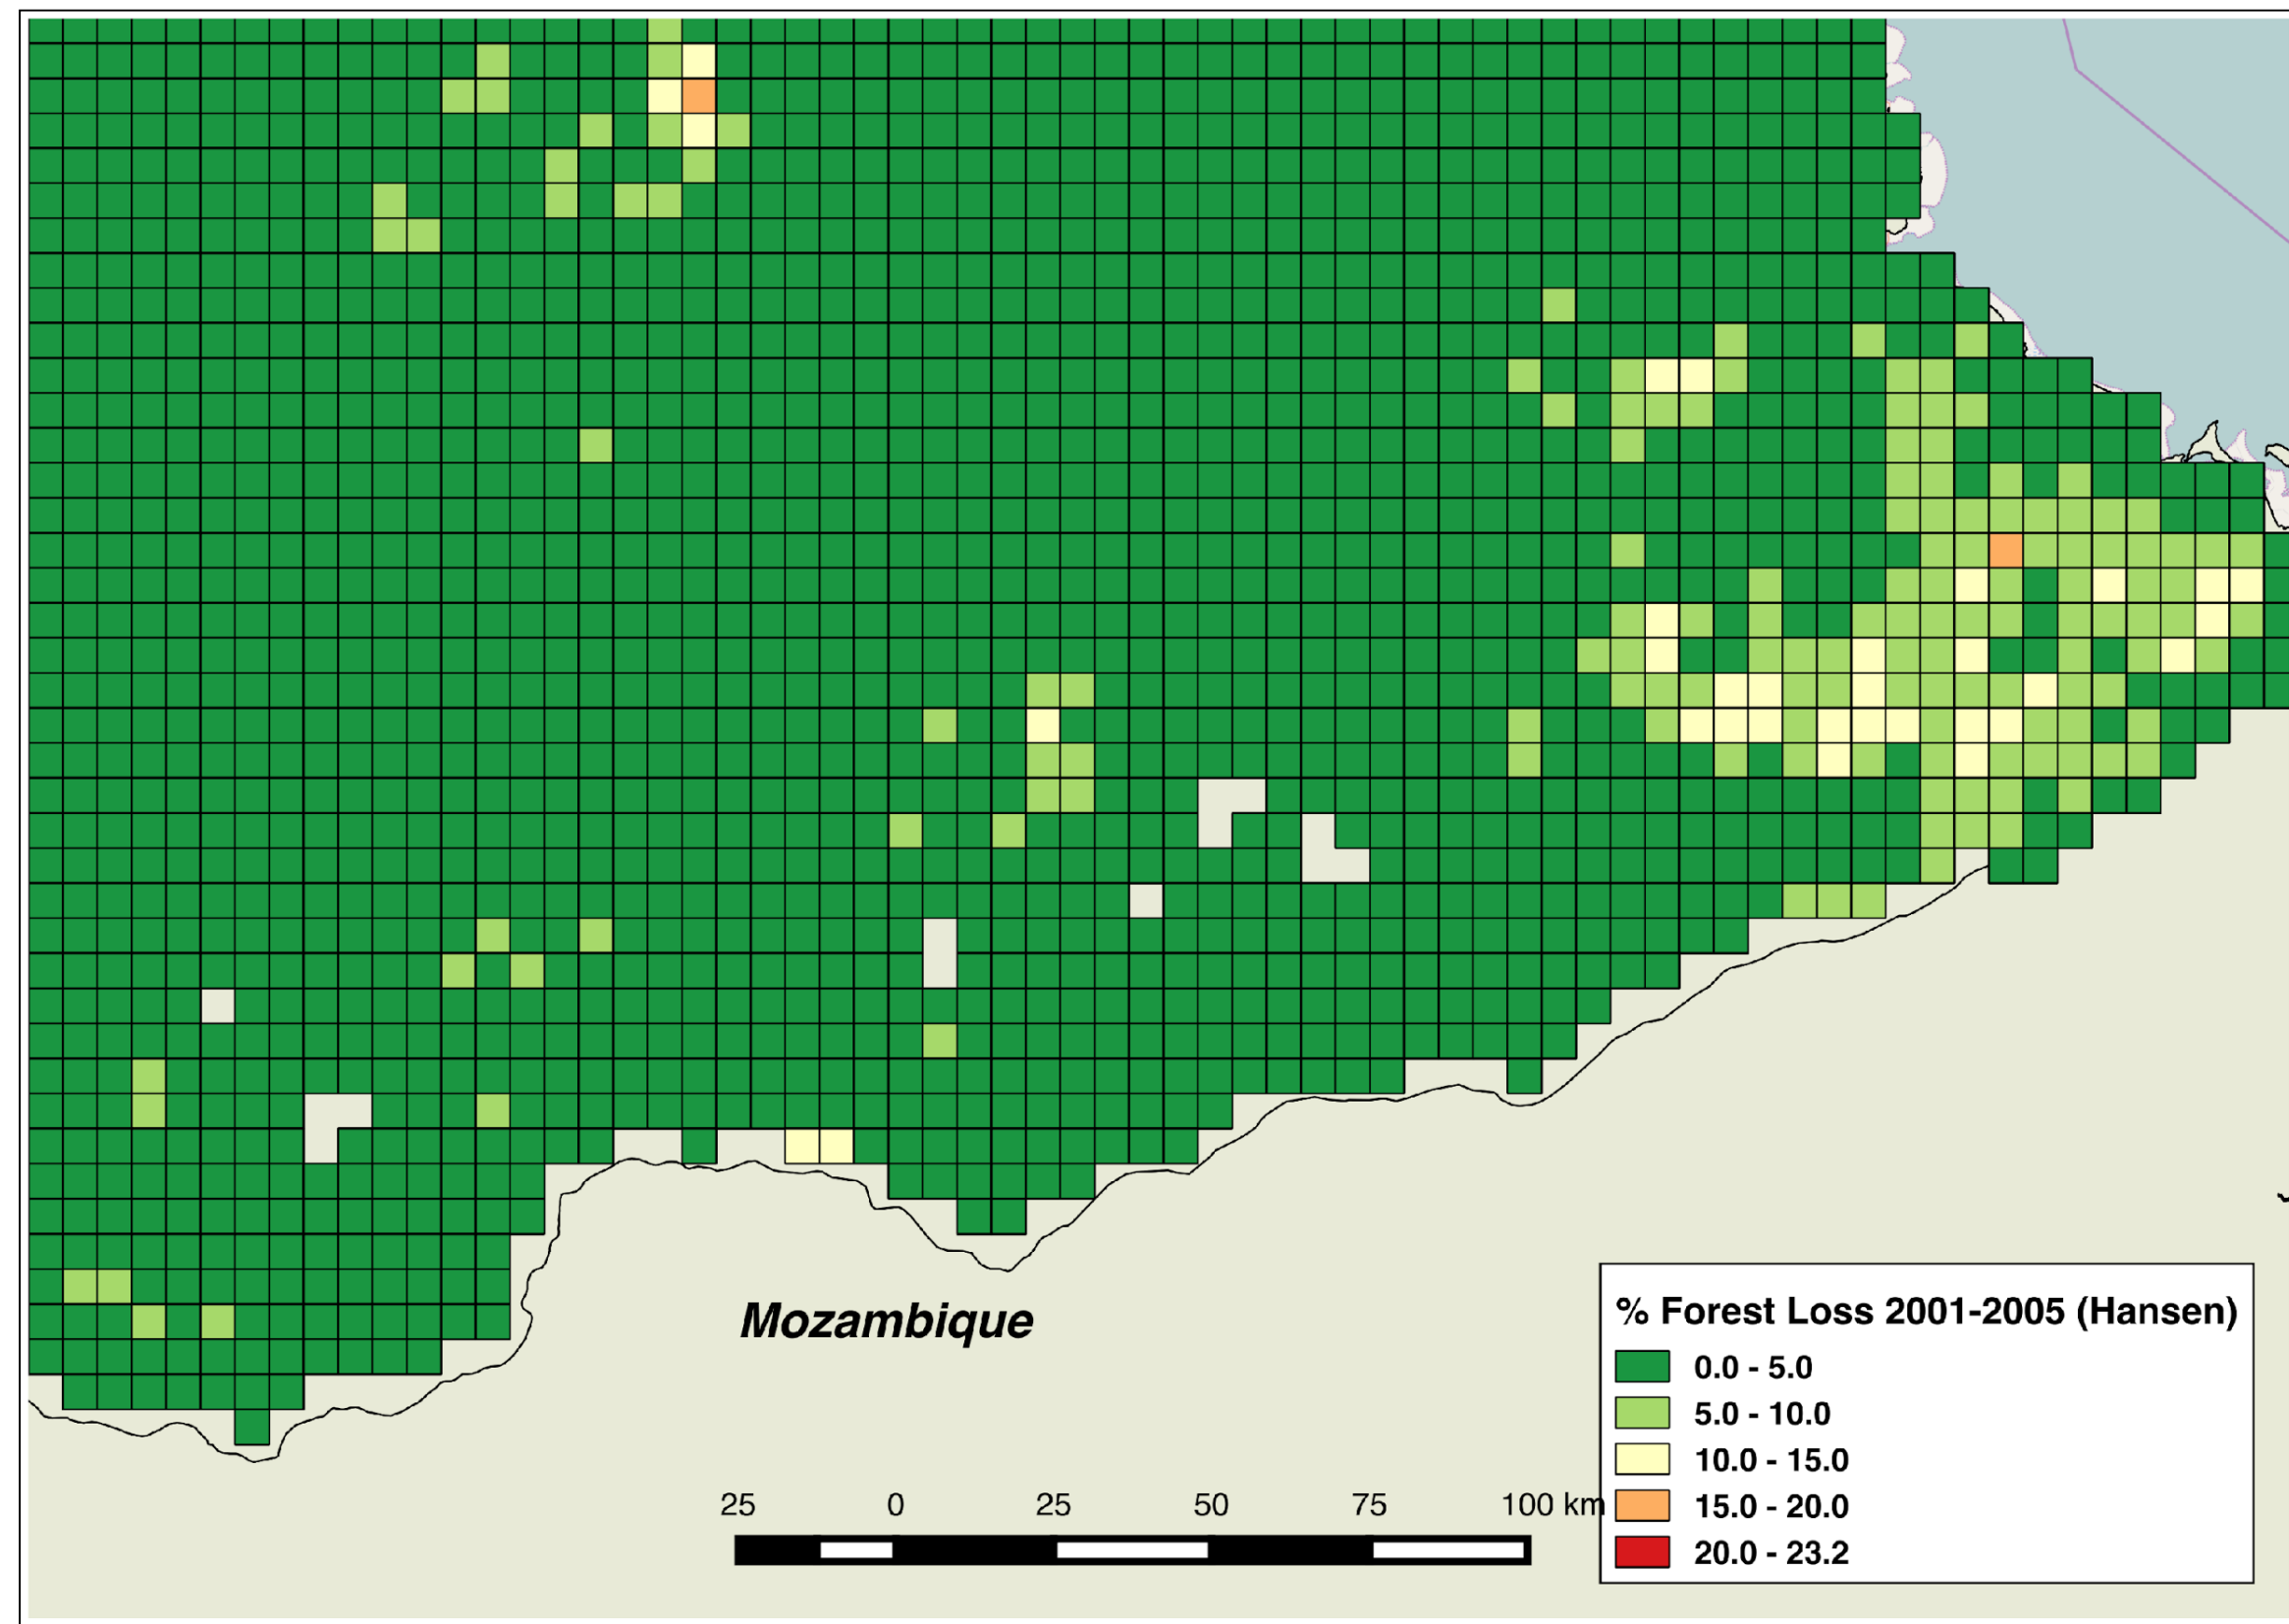 Mozambique
% Forest Loss 2001-2005 (Hansen)
0.0 - 5.0
5.0 - 10.0
10.0 - 15.0
15.0 - 20.0
20.0 - 23.2
25 0 25 50 75 100 km